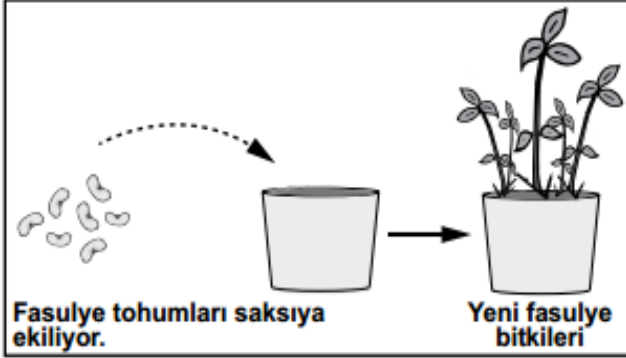 Fasulye tohumları saksıya
ekiliyor.
Yeni fasulye
bitkileri